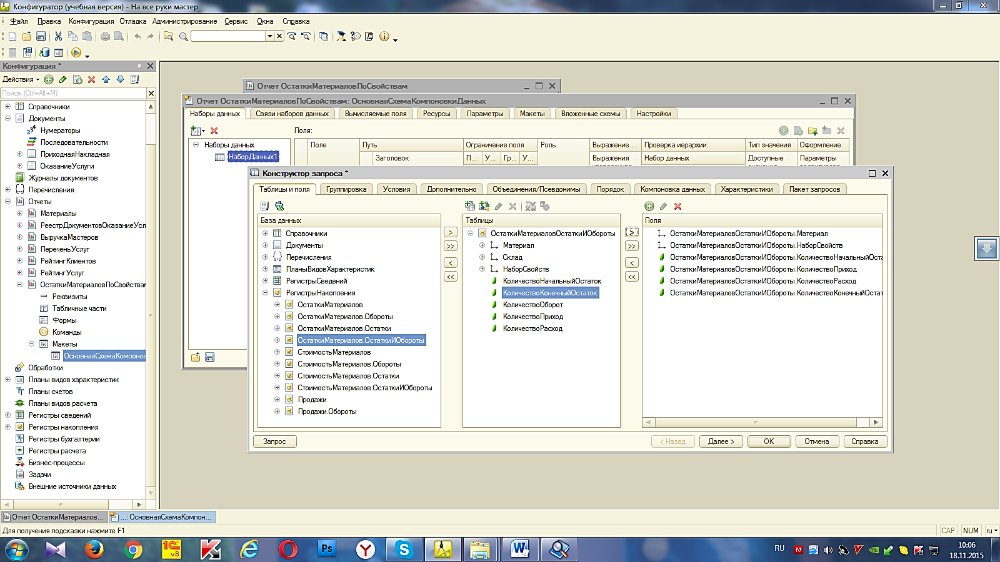 Конфигуратор (учебная версия) - На все руки мастер
Файл Правка Конфигурация Отладка Администрирование Сервис Окна Справка
Конфигурация *
Действия
Поиск (Ctrl+Alt+M)
Справочники
Документы
Нумераторы
Последовательности
ПриходнаяНакладная
ОказаниеУслуги
Журналы документов
Перечисления
Отчеты
Материалы
РеестрДокументовОказаниеУсл
ВыручкаМастеров
ПереченьУслуг
РейтингКлиентов
РейтингУслуг
ОстаткиМатериаловПоСвойствам
Реквизиты
Табличные части
Формы
Команды
Макеты
ОсновнаяСхемаКомпонов
Обработки
Планы видов характеристик
Планы счетов
Планы видов расчета
Регистры сведений
Регистры накопления
Регистры бухгалтерии
Регистры расчета
Бизнес-процессы
Задачи
Внешние источники данных
Отчет ОстаткиМатериаловПоСвойствам
Отчет ОстаткиМатериаловПоСвойствам: ОсновнаяСхемаКомпоновкиДанных
Наборы данных Связи наборов данных Вычисляемые поля Ресурсы Параметры Макеты Вложенные схемы Настройки
Поля:
Наборы данных
НаборДанных1
Поле Путь Ограничение поля Роль Выражение ... Проверка иерархии: Тип значения Оформление
Заголовок П... У... Гр... У... Выражения Набор данных Доступные Параметры
Конструктор запроса *
Таблицы и поля Группировка Условия Дополнительно Объединения/Псевдонимы Порядок Компоновка данных Характеристики Пакет запросов
База данных
Справочники
Документы
Перечисления
ПланыВидовХарактеристик
РегистрыСведений
РегистрыНакопления
ОстаткиМатериалов
ОстаткиМатериалов.Обороты
ОстаткиМатериалов.Остатки
ОстаткиМатериалов.ОстаткиИОбороты
СтоимостьМатериалов
СтоимостьМатериалов.Обороты
СтоимостьМатериалов.Остатки
СтоимостьМатериалов.ОстаткиИОбороты
Продажи
Продажи.Обороты
>
>>
<
<<
Таблицы
ОстаткиМатериаловОстаткиИОбороты
Материал
Склад
НаборСвойств
КоличествоНачальныйОстаток
КоличествоКонечныйОстаток
КоличествоОборот
КоличествоПриход
КоличествоРасход
>
>>
<
<<
Поля
ОстаткиМатериаловОстаткиИОбороты.Материал
ОстаткиМатериаловОстаткиИОбороты.НаборСвойств
ОстаткиМатериаловОстаткиИОбороты.КоличествоНачальныйОста
ОстаткиМатериаловОстаткиИОбороты.КоличествоПриход
ОстаткиМатериаловОстаткиИОбороты.КоличествоРасход
ОстаткиМатериаловОстаткиИОбороты.КоличествоКонечныйОстат
Запрос < Назад Далее > ОК Отмена Справка
Отчет ОстаткиМатериалов... ...: ОсновнаяСхемаКомпон...
Для получения подсказки нажмите F1 CAP NUM ru
1С v8 Ps RU 10:06
18.11.2015